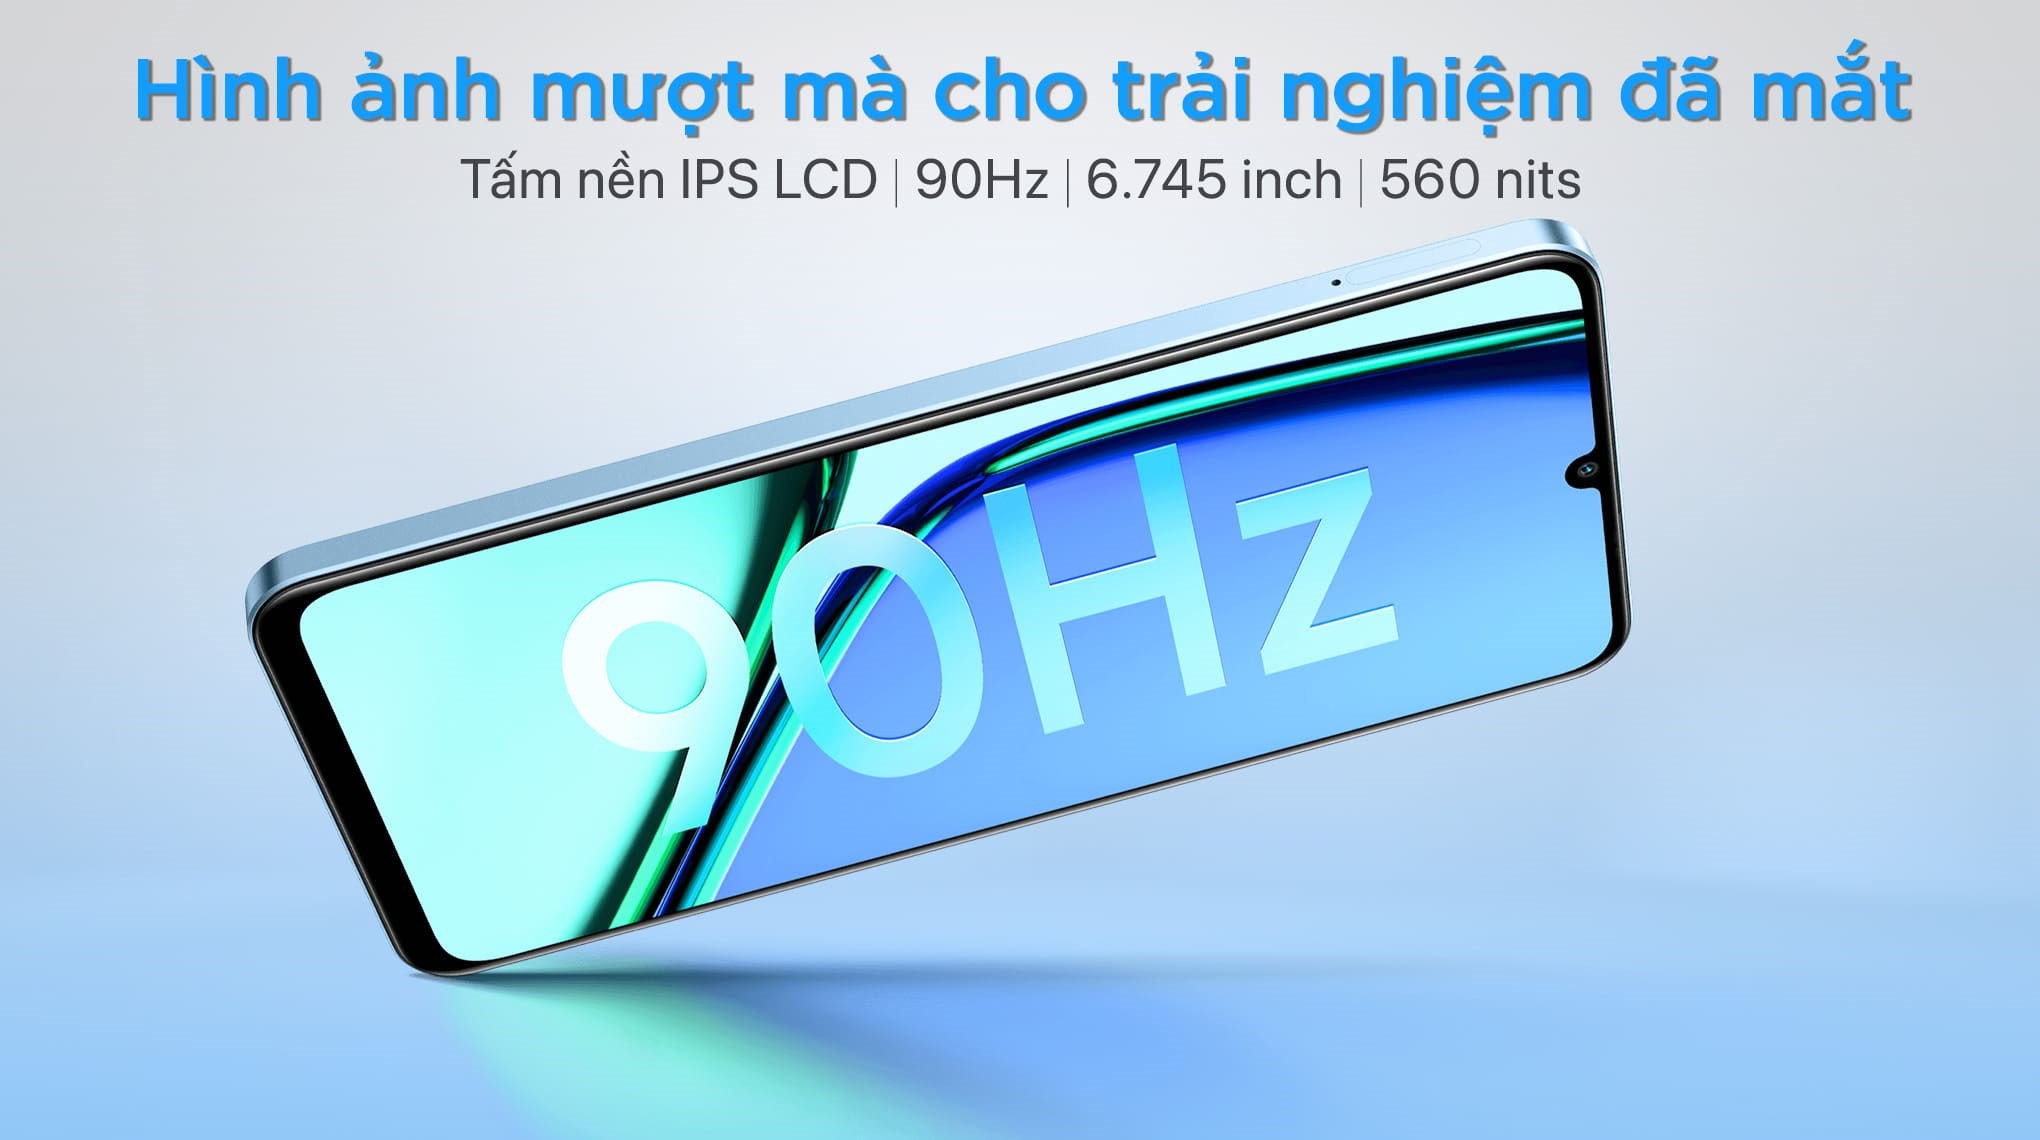 Hình ảnh mượt mà cho trải nghiệm đã mắt
Tấm nền IPS LCD | 90Hz | 6.745 inch | 560 nits
90Hz